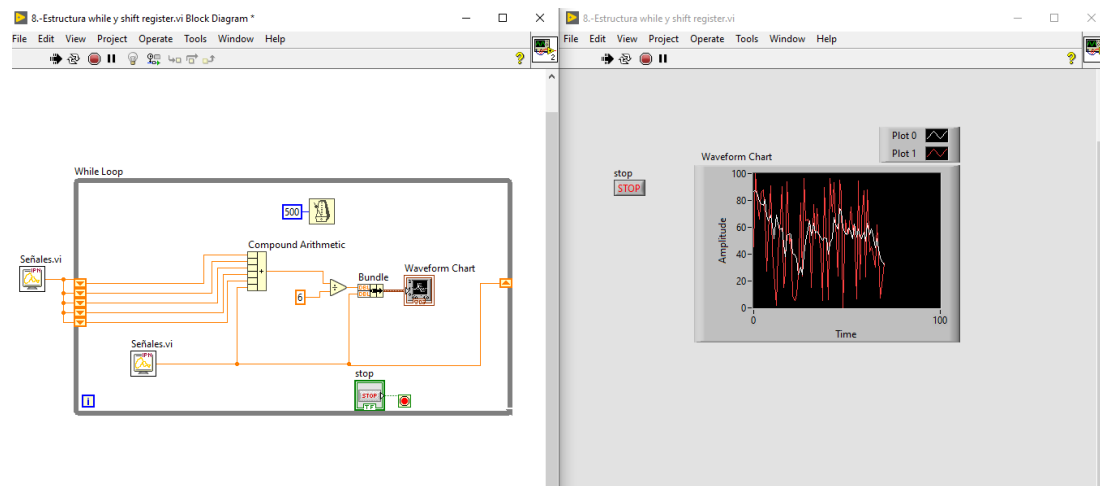 8.-Estructura while y shift register.vi Block Diagram *
File Edit View Project Operate Tools Window Help
2
While Loop
500
Compound Arithmetic
Señales.vi
Bundle
Waveform Chart
6
Señales.vi
stop
STOP
TF
i
8.-Estructura while y shift register.vi
File Edit View Project Operate Tools Window Help
Plot 0
Plot 1
Waveform Chart
stop
STOP
Amplitude
100
80
60
40
20
0
0
100
Time